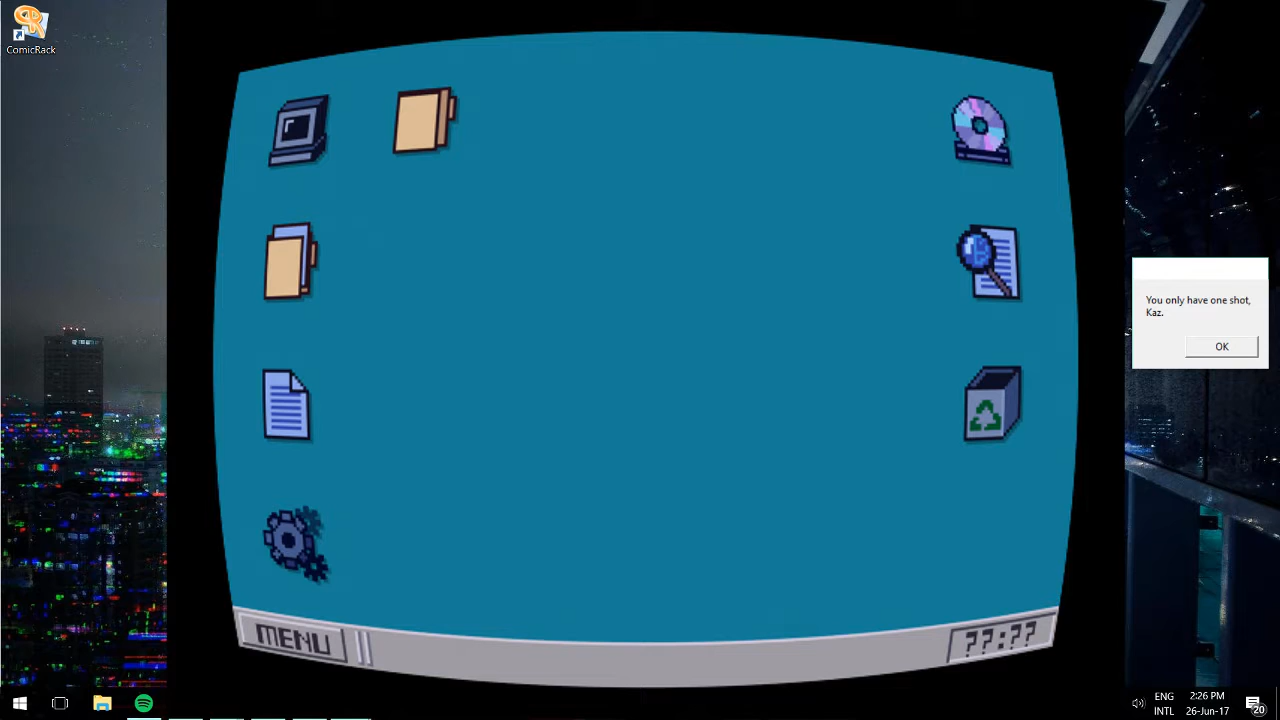 ComicRack
You only have one shot,
Kaz.
OK
MENU
??:??
ENG
INTL
2:26 PM
26-Jun-17
20